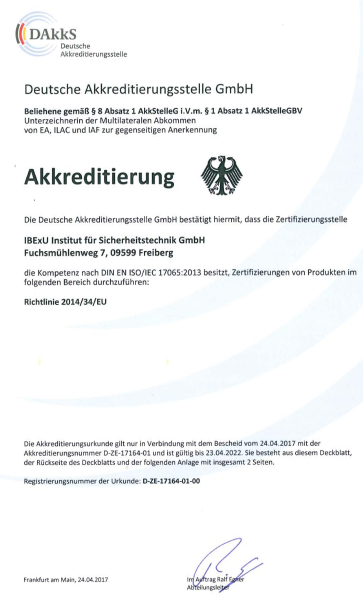 DAkkS
Deutsche
Akkreditierungsstelle
Deutsche Akkreditierungsstelle GmbH
Beliehene gemäß § 8 Absatz 1 AkkStelleG i.V.m. § 1 Absatz 1 AkkStelleGBV
Unterzeichnerin der Multilateralen Abkommen
von EA, ILAC und IAF zur gegenseitigen Anerkennung
Akkreditierung
Die Deutsche Akkreditierungsstelle GmbH bestätigt hiermit, dass die Zertifizierungsstelle
IBExU Institut für Sicherheitstechnik GmbH
Fuchsmühlenweg 7, 09599 Freiberg
die Kompetenz nach DIN EN ISO/IEC 17065:2013 besitzt, Zertifizierungen von Produkten im
folgenden Bereich durchzuführen:
Richtlinie 2014/34/EU
Die Akkreditierungsurkunde gilt nur in Verbindung mit dem Bescheid vom 24.04.2017 mit der
Akkreditierungsnummer D-ZE-17164-01 und ist gültig bis 23.04.2022. Sie besteht aus diesem Deckblatt,
der Rückseite des Deckblatts und der folgenden Anlage mit insgesamt 2 Seiten.
Registrierungsnummer der Urkunde: D-ZE-17164-01-00
Frankfurt am Main, 24.04.2017
Im Auftrag Ralf Egner
Abteilungsleiter